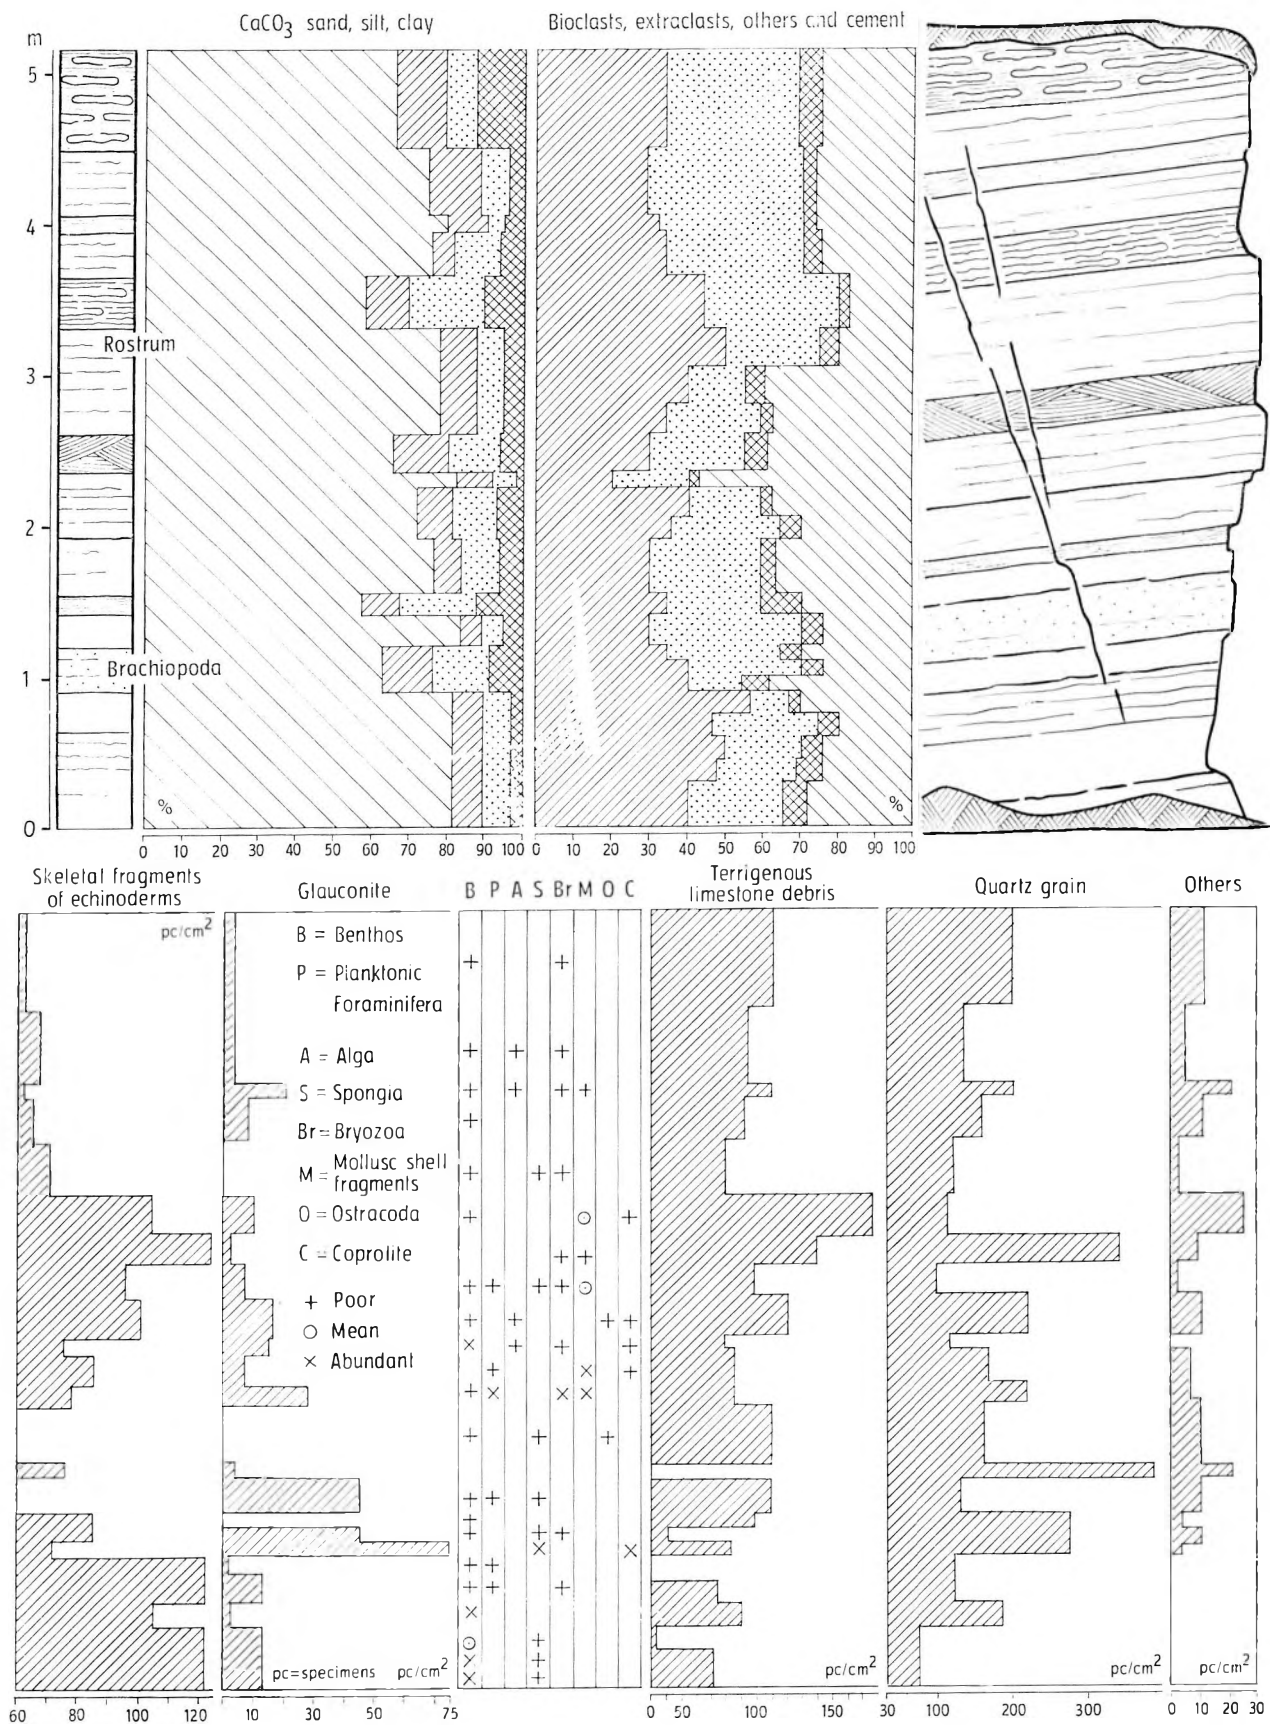 CaCO3 sand, silt, clay
Bioclasts, extraclasts, others and cement
m
5
4
Rostrum
3
2
Brachiopoda
1
0
%
%
0 10 20 30 40 50 60 70 80 90 100
0 10 20 30 40 50 60 70 80 90 100
Skeletal fragments
of echinoderms
Glauconite
B P A S Br M O C
Terrigenous
limestone debris
Quartz grain
Others
pc/cm2
B = Benthos
P = Planktonic
Foraminifera
A = Alga
S = Spongia
Br = Bryozoa
M = Mollusc shell
fragments
O = Ostracoda
C = Coprolite
+ Poor
○ Mean
× Abundant
pc=specimens pc/cm2
pc/cm2
pc/cm2
pc/cm2
60 80 100 120
10 25 50 75
0 50 100 150
30 100 200 300
0 10 20 30